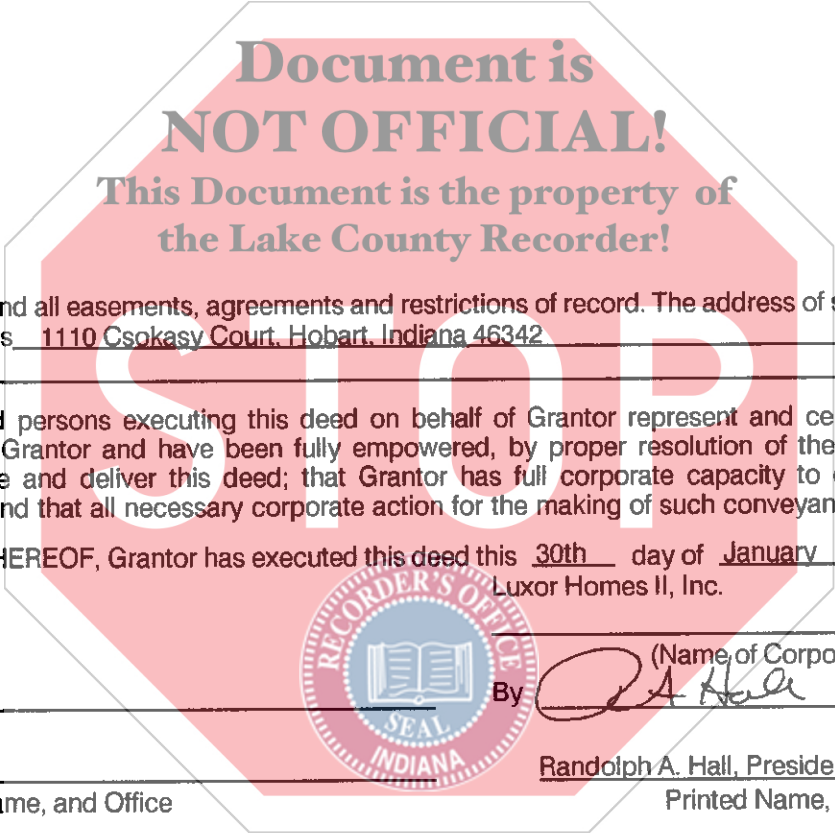 Document is
NOT OFFICIAL!
This Document is the property of
the Lake County Recorder!
nd all easements, agreements and restrictions of record. The address of s
s 1110 Csokasy Court, Hobart, Indiana 46342
STOP
persons executing this deed on behalf of Grantor represent and ce
Grantor and have been fully empowered, by proper resolution of the
e and deliver this deed; that Grantor has full corporate capacity to
nd that all necessary corporate action for the making of such conveyan
HEREOF, Grantor has executed this deed this 30th day of January
Luxor Homes II, Inc.
RECORDER'S OFFICE
(Name of Corpo
By R A Hall
SEAL
INDIANA
Randolph A. Hall, Preside
me, and Office
Printed Name,